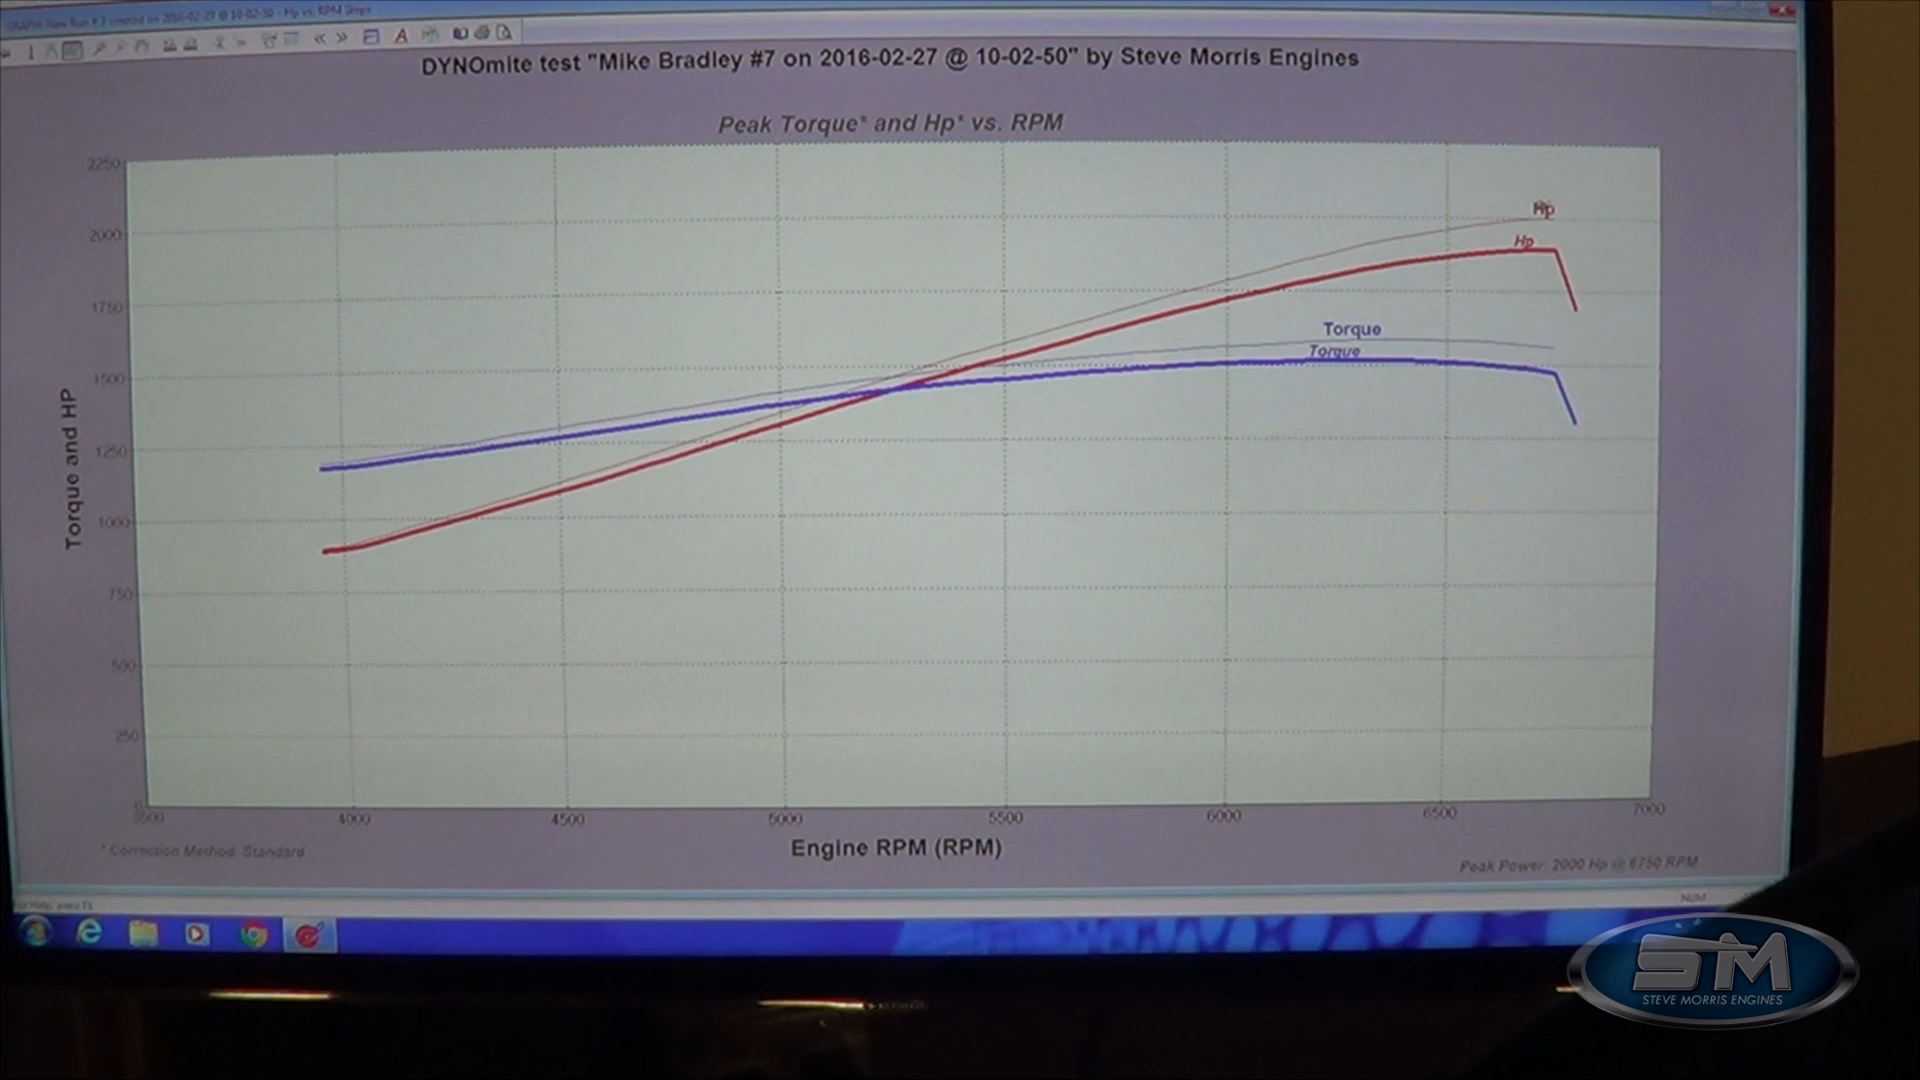 DYNOmite test "Mike Bradley #7 on 2016-02-27 @ 10-02-50" by Steve Morris Engines
Peak Torque* and Hp* vs. RPM
2250
2000
1750
1500
1250
1000
750
500
250
0
Torque and HP
Hp
Hp
Torque
Torque
3500 4000 4500 5000 5500 6000 6500 7000
Engine RPM (RPM)
* Correction Method: Standard
Peak Power: 2000 Hp @ 6750 RPM
NUM
SM
STEVE MORRIS ENGINES